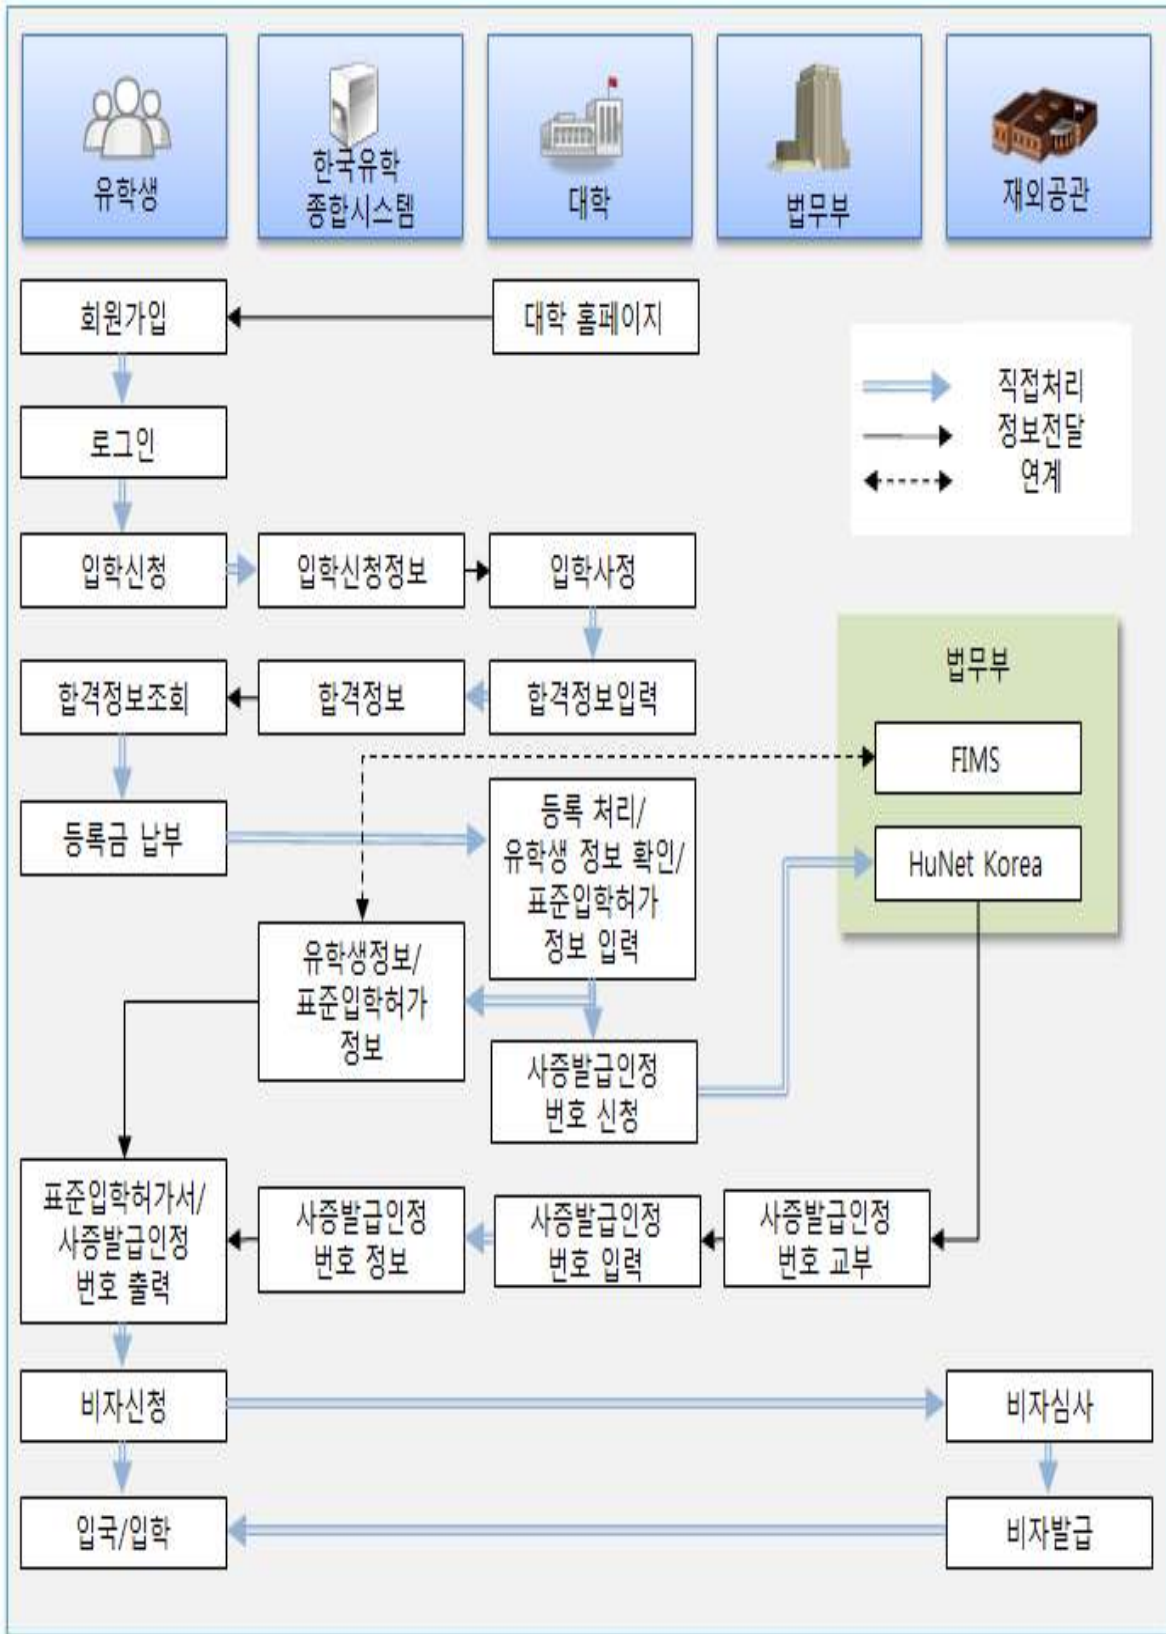 유학생
한국유학
종합시스템
대학
법무부
재외공관
회원가입
대학 홈페이지
직접처리
정보전달
연계
로그인
입학신청
입학신청정보
입학사정
합격정보조회
합격정보
합격정보입력
법무부
FIMS
HuNet Korea
등록금 납부
등록 처리/
유학생 정보 확인/
표준입학허가
정보 입력
유학생정보/
표준입학허가
정보
사증발급인정
번호 신청
표준입학허가서/
사증발급인정
번호 출력
사증발급인정
번호 정보
사증발급인정
번호 입력
사증발급인정
번호 교부
비자신청
비자심사
입국/입학
비자발급